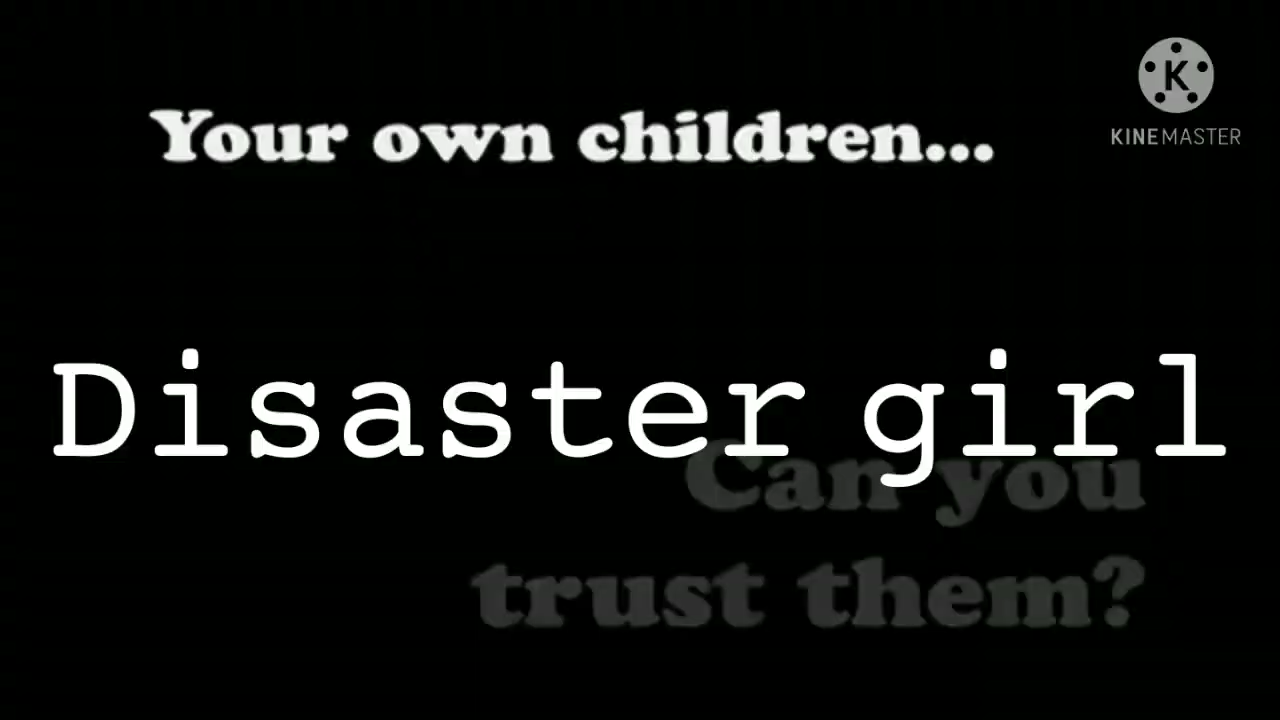 Your own children...
K
KINEMASTER
Disaster girl
Can you
trust them?